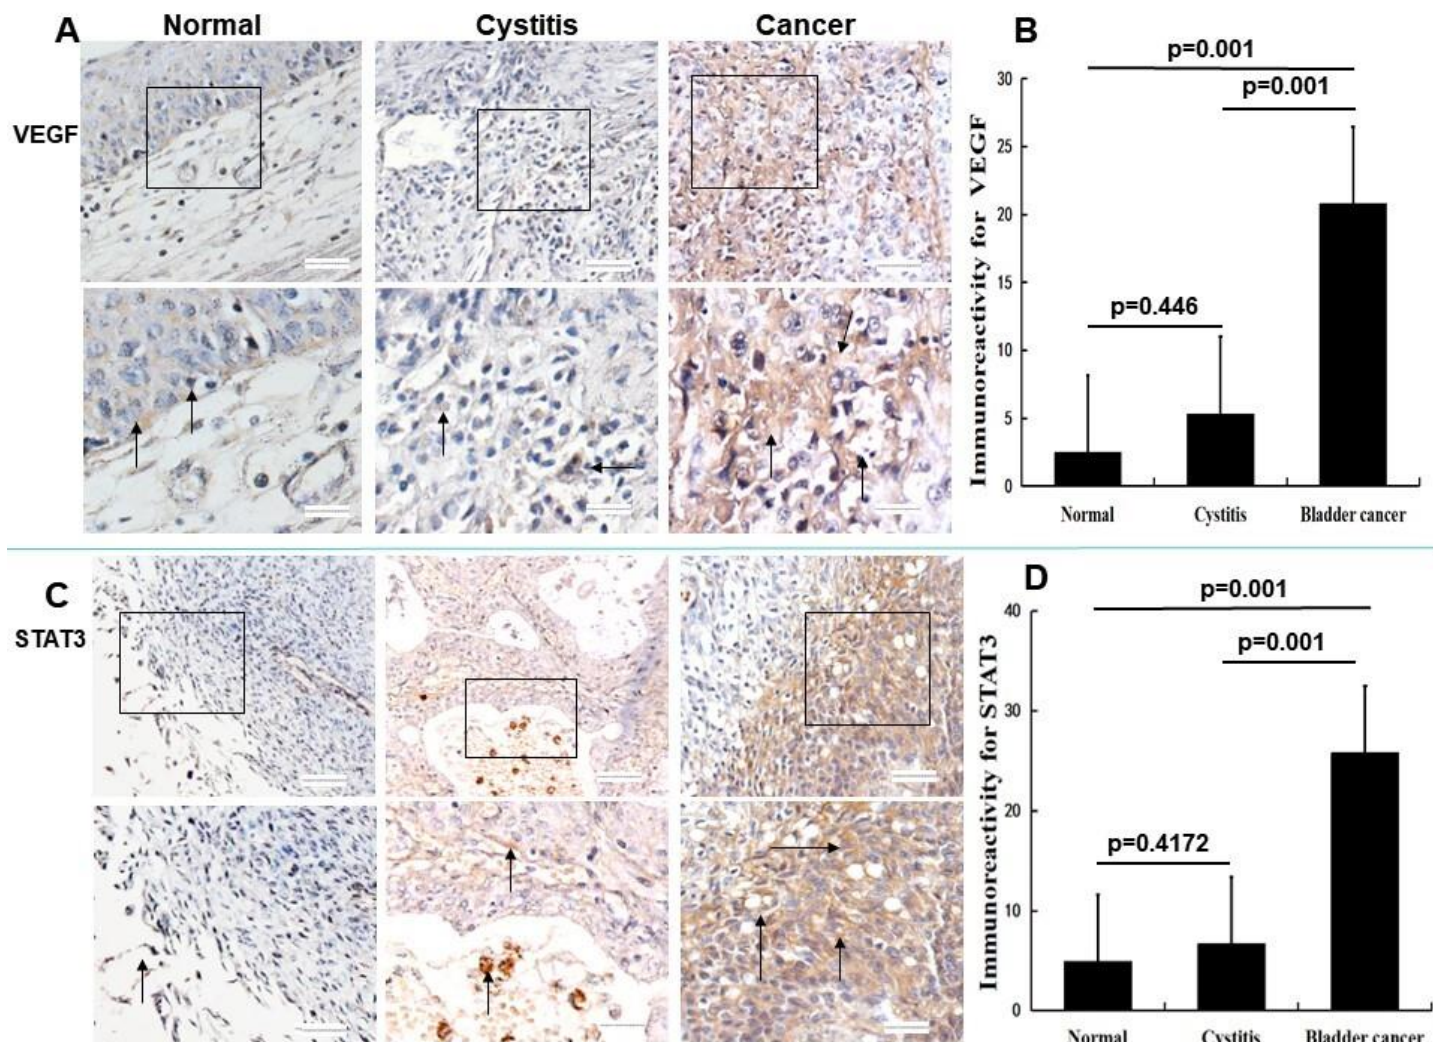 A
Normal
Cystitis
Cancer
VEGF
B
p=0.001
p=0.001
p=0.446
Immunoreactivity for VEGF
30
25
20
15
10
5
0
Normal
Cystitis
Bladder cancer
C
STAT3
D
p=0.001
p=0.001
p=0.4172
Immunoreactivity for STAT3
40
30
20
10
0
Normal
Cystitis
Bladder cancer